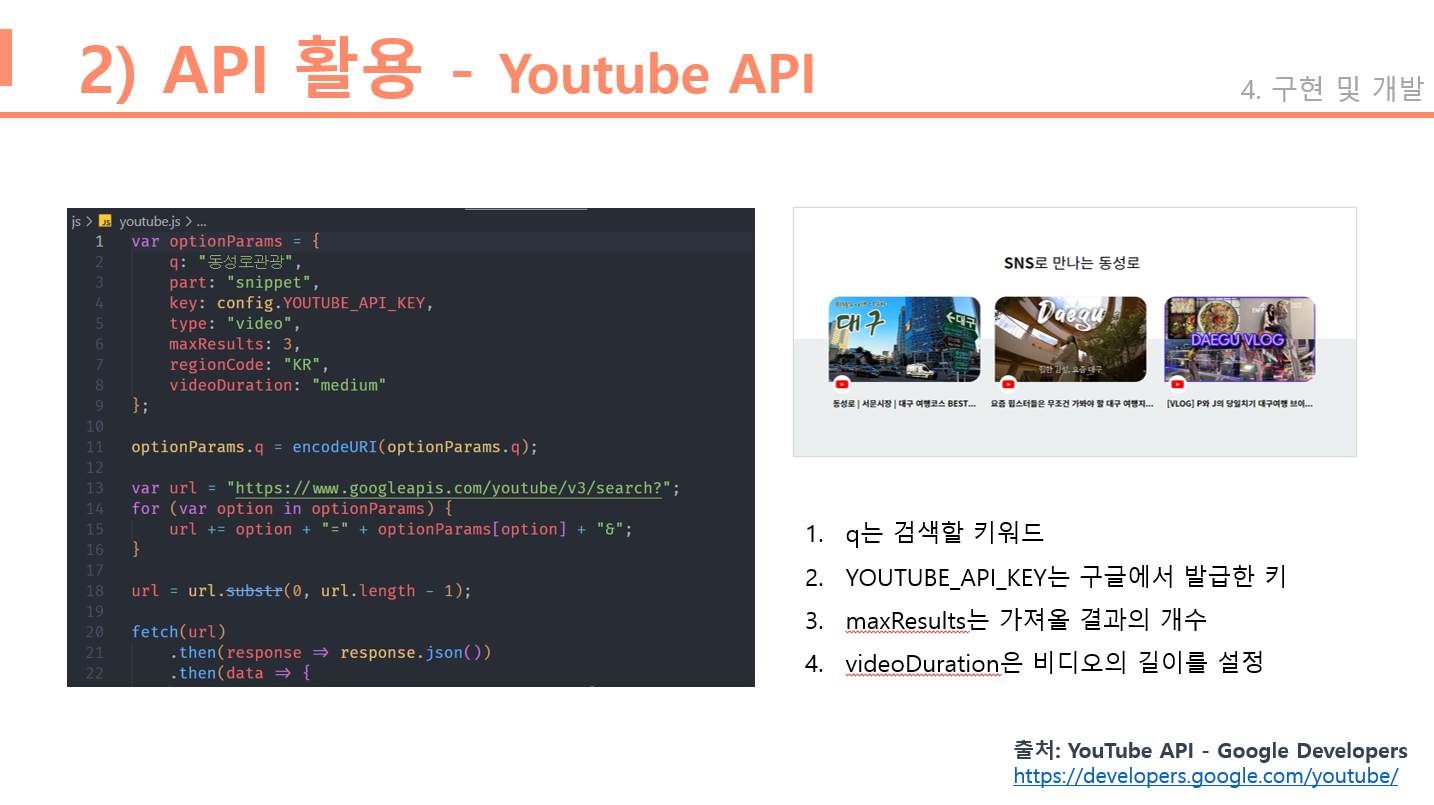 2) API 활용 - Youtube API
4. 구현 및 개발
js > JS youtube.js > ...
1 var optionParams = {
2 q: "동성로관광",
3 part: "snippet",
4 key: config.YOUTUBE_API_KEY,
5 type: "video",
6 maxResults: 3,
7 regionCode: "KR",
8 videoDuration: "medium"
9 };
10
11 optionParams.q = encodeURI(optionParams.q);
12
13 var url = "https://www.googleapis.com/youtube/v3/search?";
14 for (var option in optionParams) {
15 url += option + "=" + optionParams[option] + "&";
16 }
17
18 url = url.substr(0, url.length - 1);
19
20 fetch(url)
21 .then(response => response.json())
22 .then(data => {
SNS로 만나는 동성로
대구
←대구
Daegu
힙한 감성, 요즘 대구
DAEGU VLOG
동성로 | 서문시장 | 대구 여행코스 BEST...
요즘 힙스터들은 무조건 가봐야 할 대구 여행지...
[VLOG] P와 J의 당일치기 대구여행 브이...
1. q는 검색할 키워드
2. YOUTUBE_API_KEY는 구글에서 발급한 키
3. maxResults는 가져올 결과의 개수
4. videoDuration은 비디오의 길이를 설정
출처: YouTube API - Google Developers
https://developers.google.com/youtube/